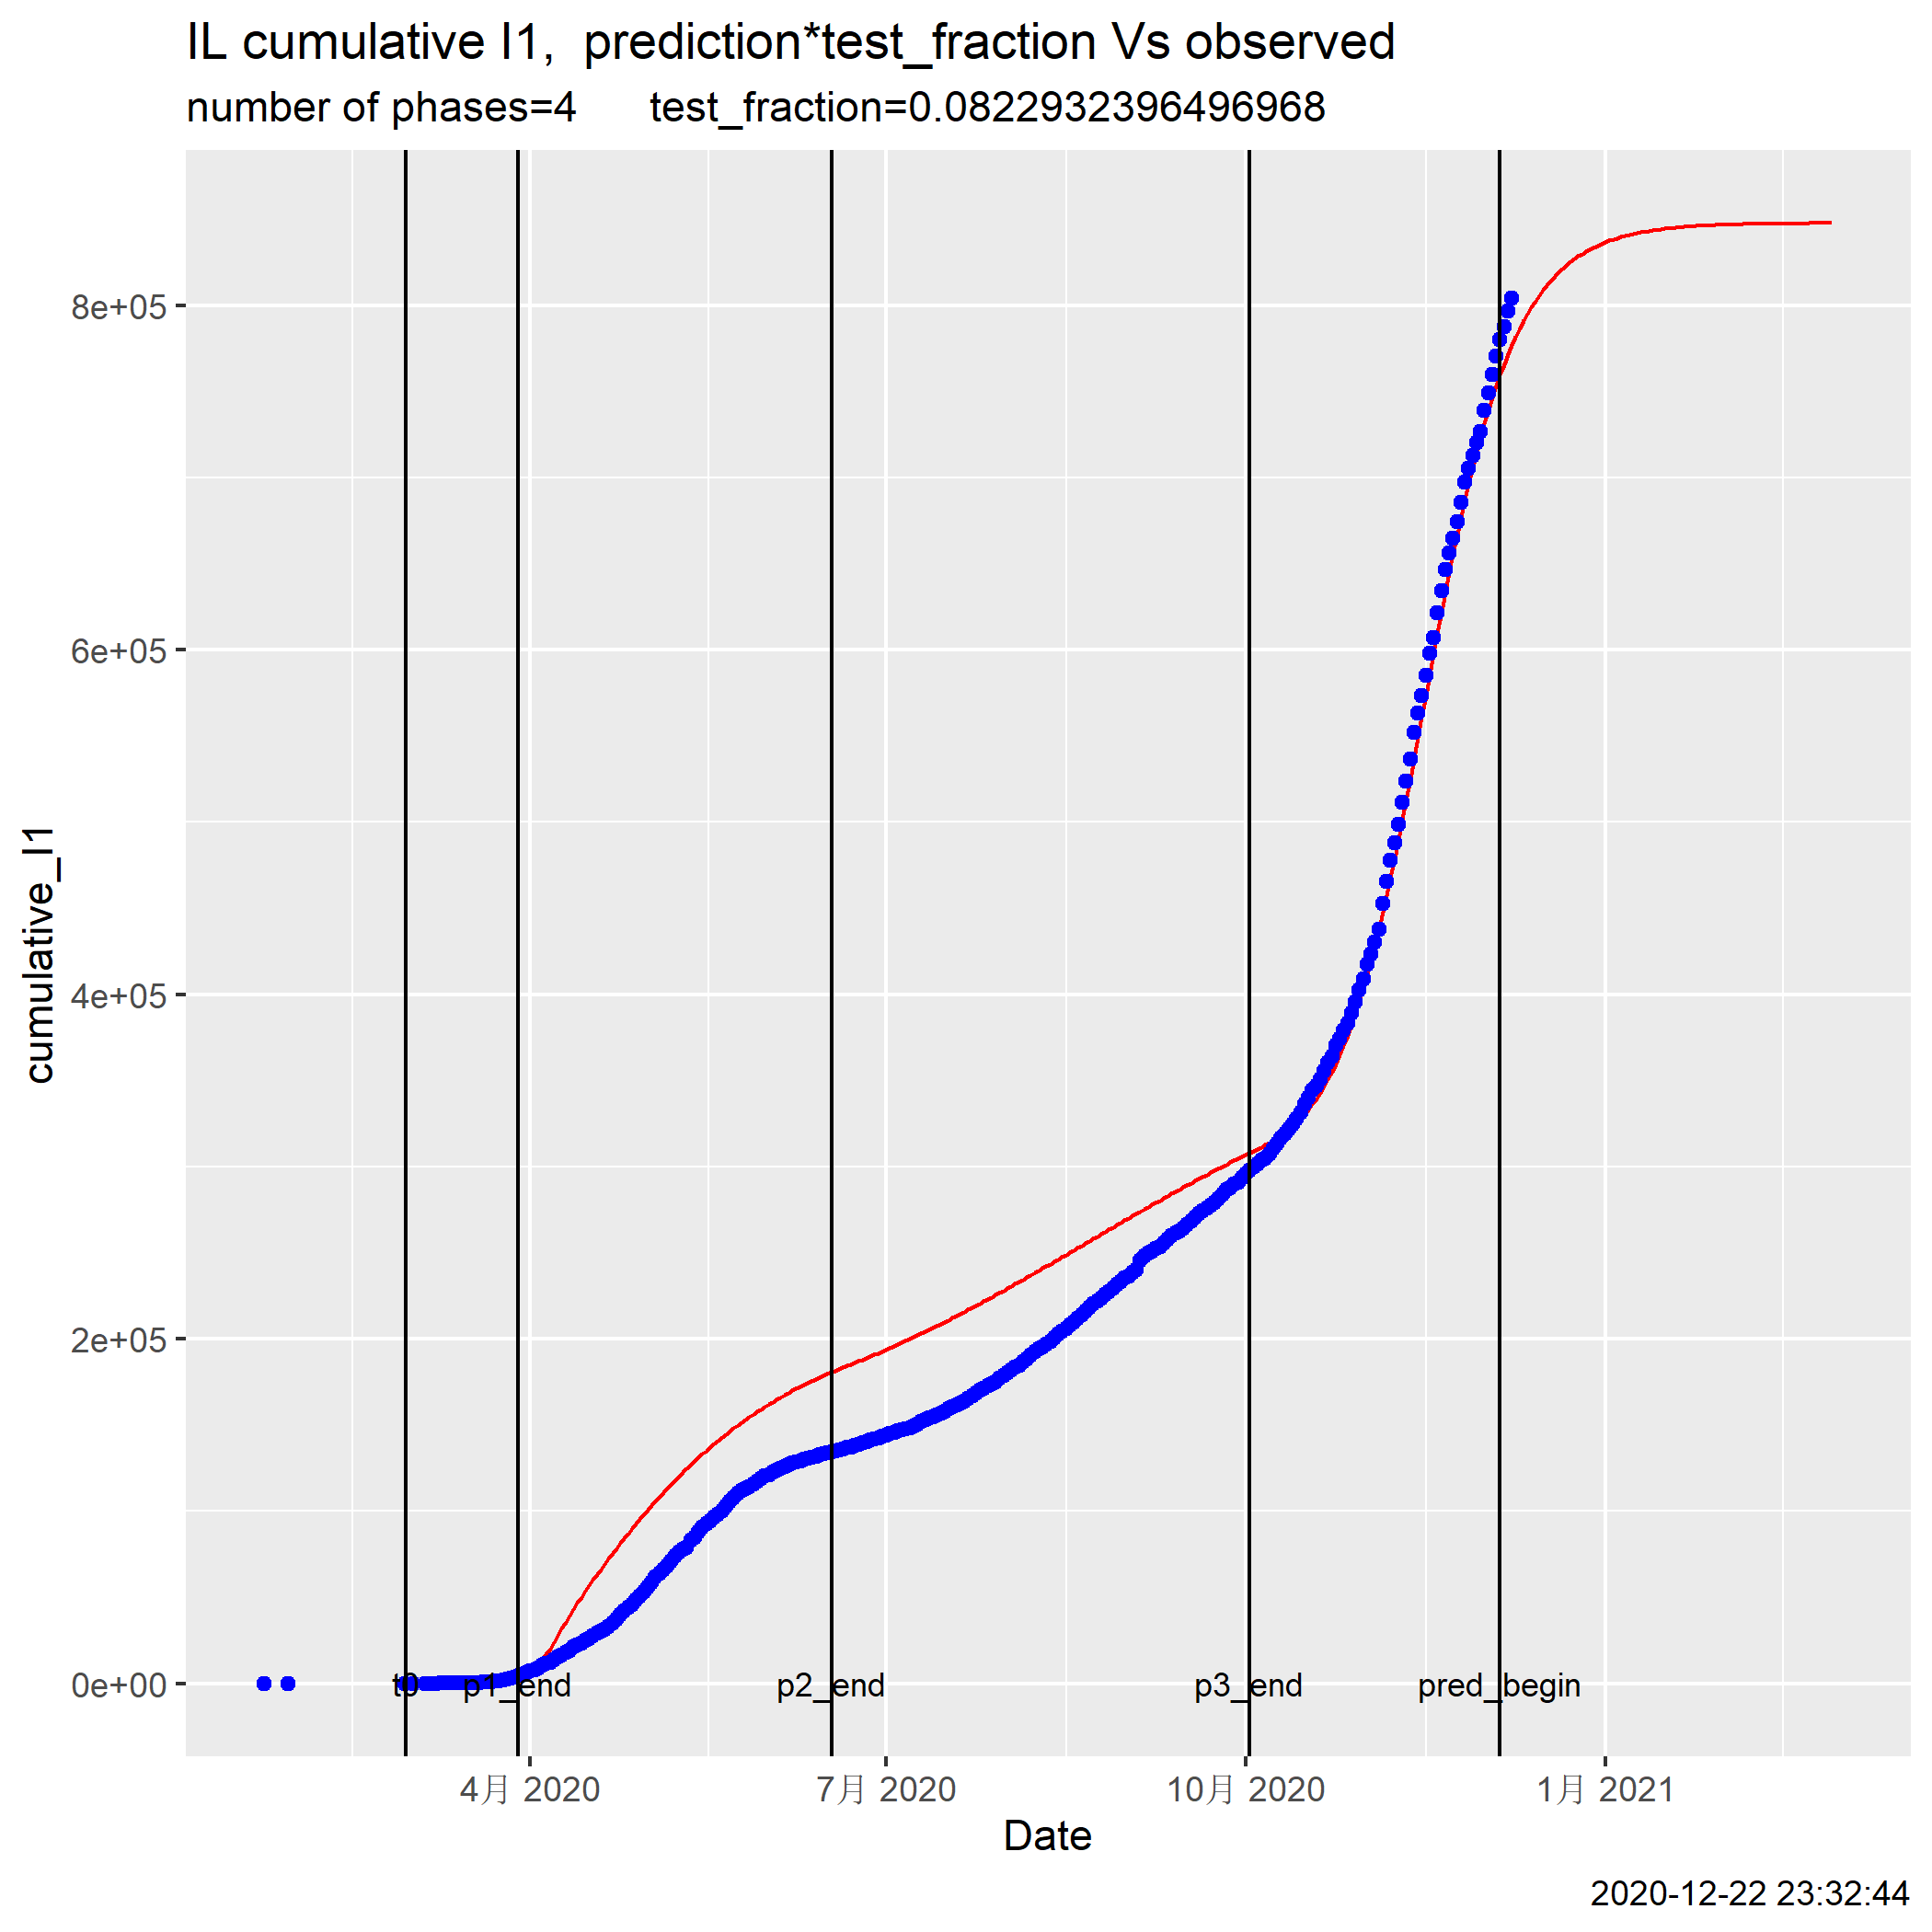 IL cumulative I1,  prediction*test_fraction Vs observed
number of phases=4      test_fraction=0.0822932396496968
cumulative_I1
8e+05
6e+05
4e+05
2e+05
0e+00
t0 p1_end p2_end p3_end pred_begin
4月 2020 7月 2020 10月 2020 1月 2021
Date
2020-12-22 23:32:44